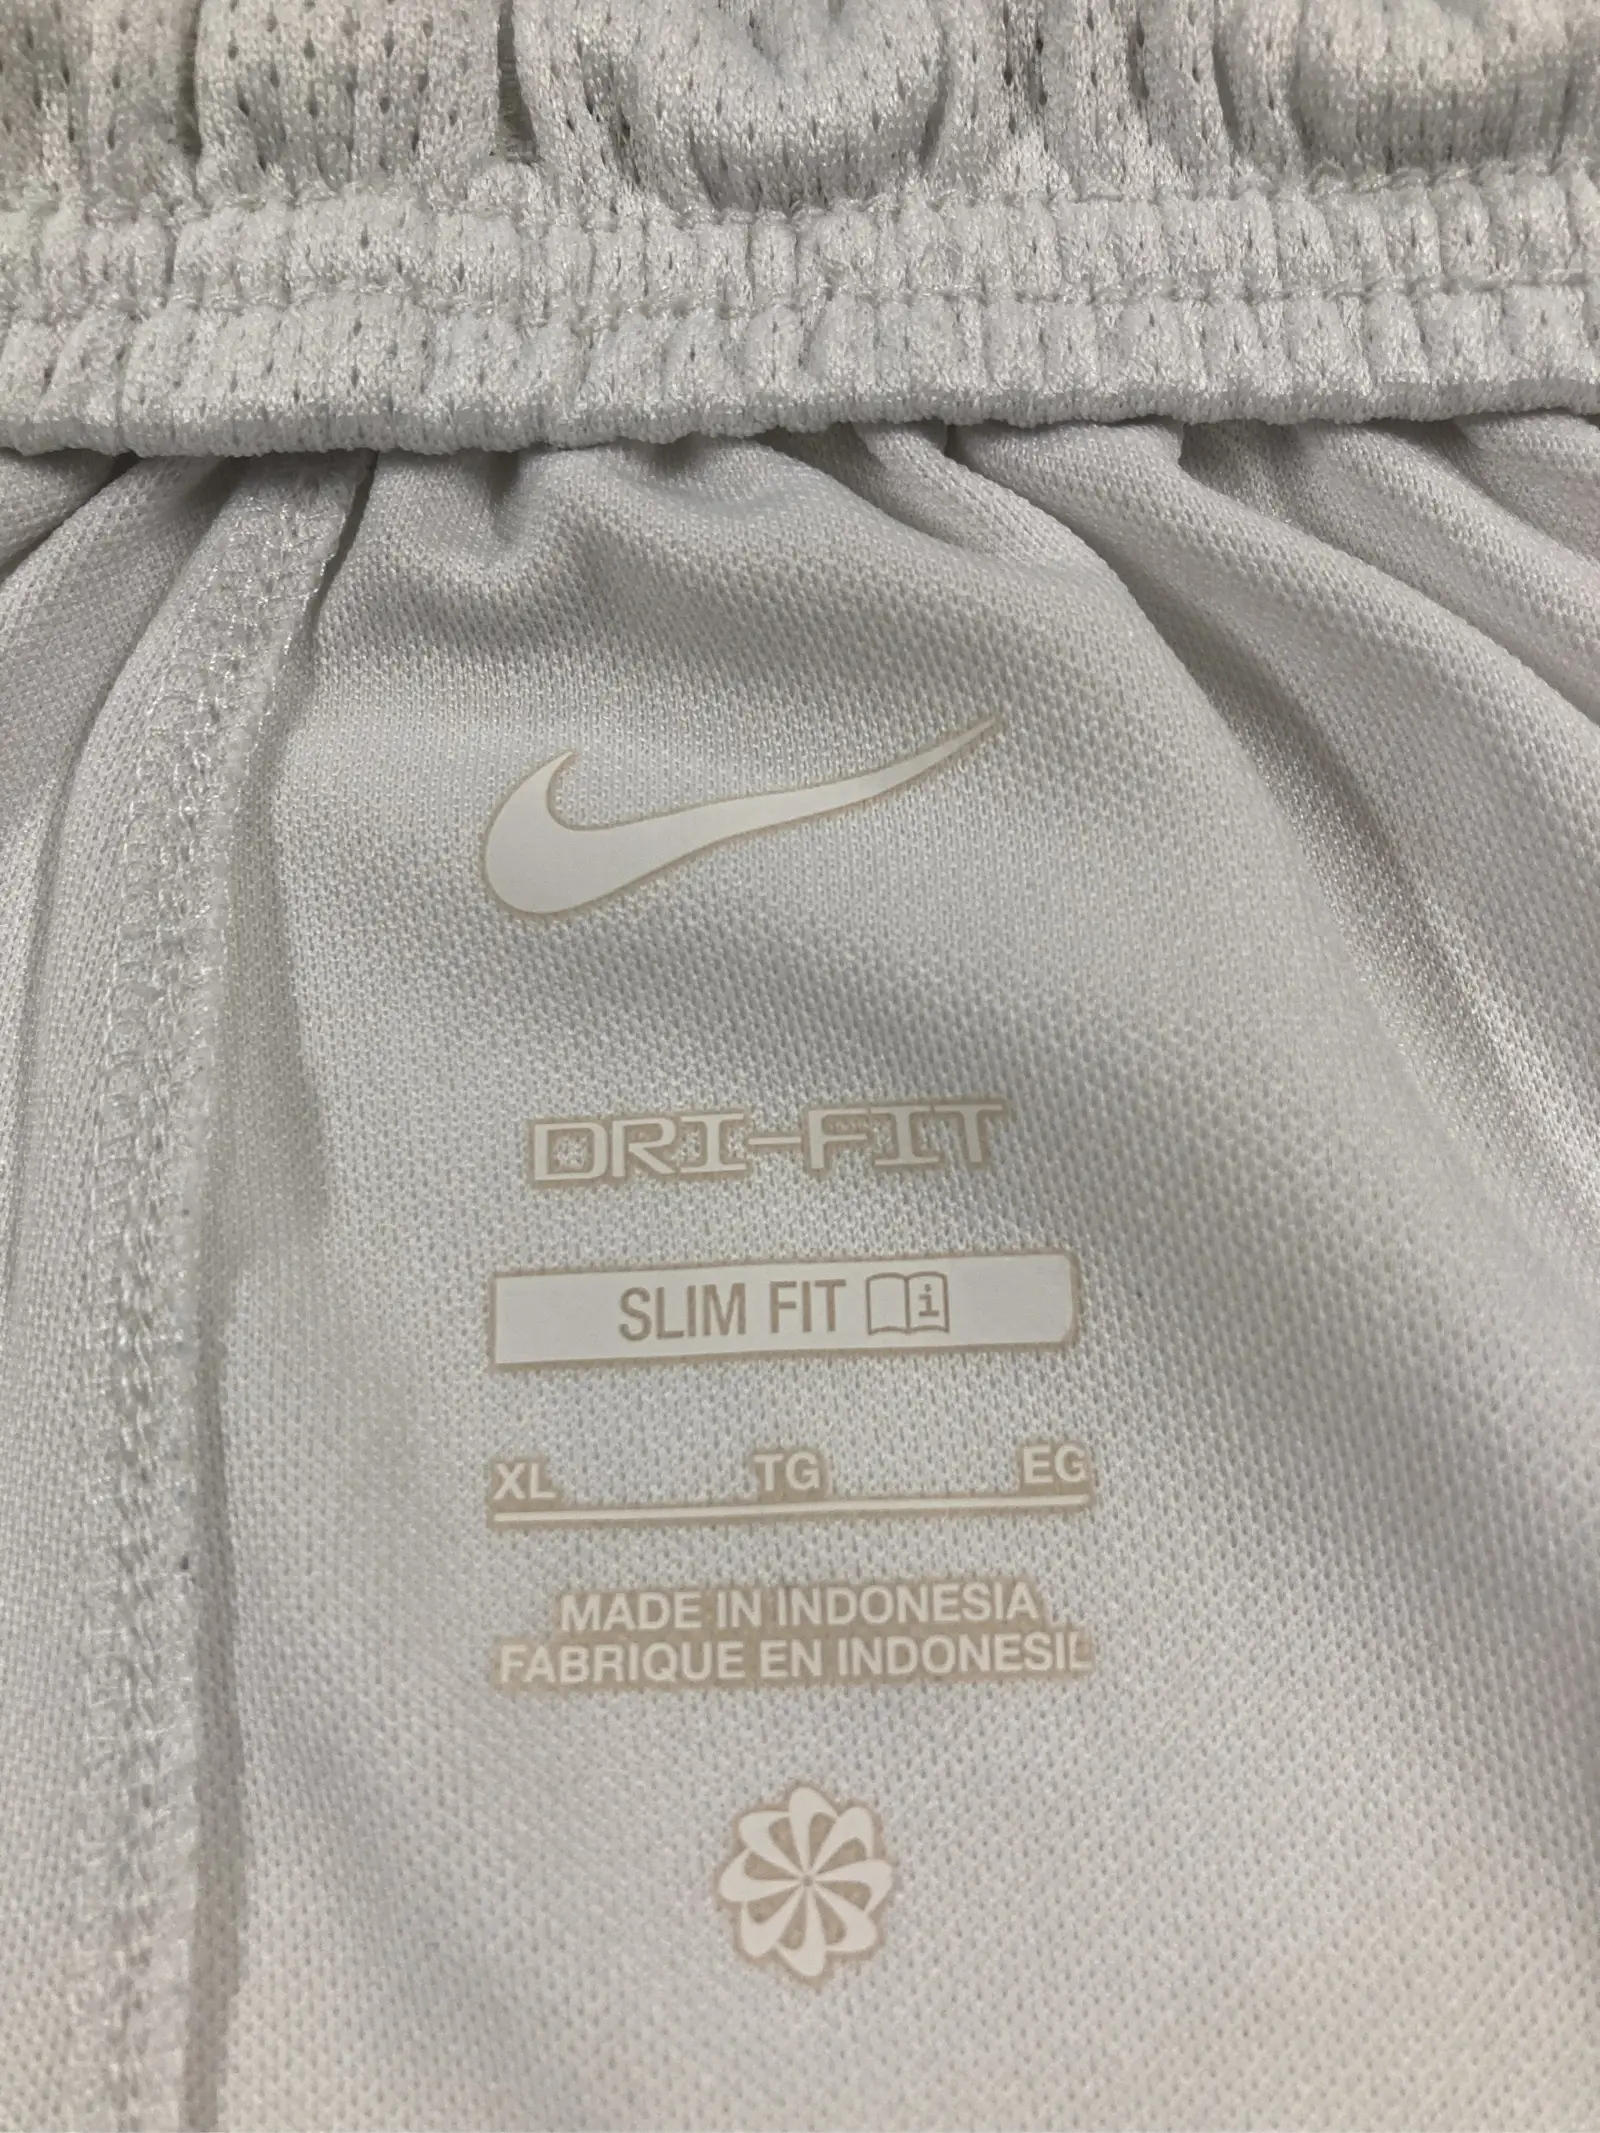 DRI-FIT
SLIM FIT i
XL TG EG
MADE IN INDONESIA
FABRIQUE EN INDONESIE